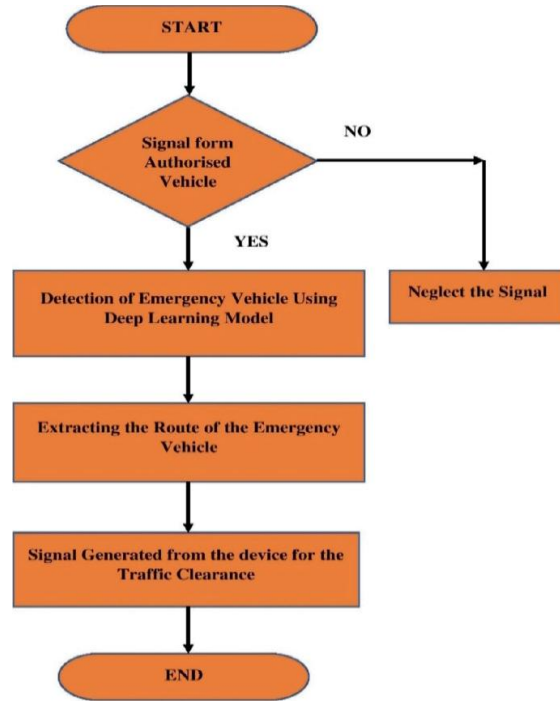 START
Signal form
Authorised
Vehicle
NO
YES
Detection of Emergency Vehicle Using
Deep Learning Model
Neglect the Signal
Extracting the Route of the Emergency
Vehicle
Signal Generated from the device for the
Traffic Clearance
END